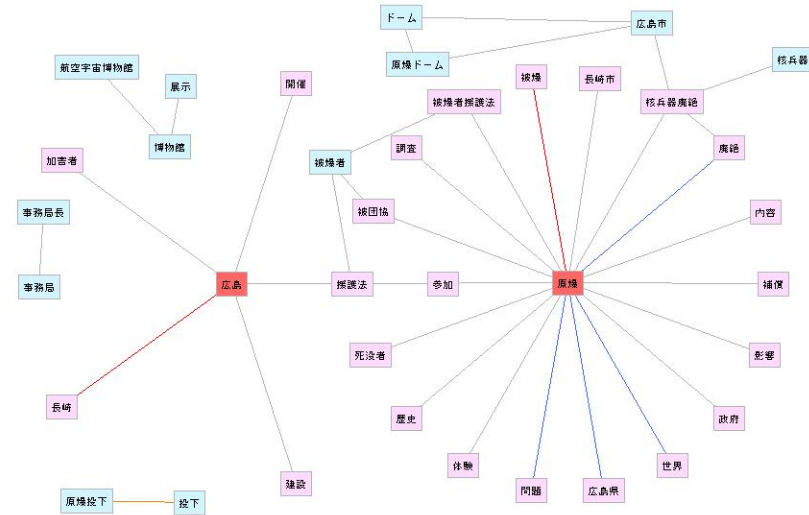 ドーム
広島市
原爆ドーム
核兵器
航空宇宙博物館
展示
開催
被爆
長崎市
被爆者援護法
核兵器廃絶
博物館
加害者
被爆者
調査
廃絶
事務局長
被団協
内容
事務局
広島
援護法
参加
原爆
補償
死没者
影響
長崎
歴史
政府
体験
世界
建設
問題
広島県
原爆投下
投下